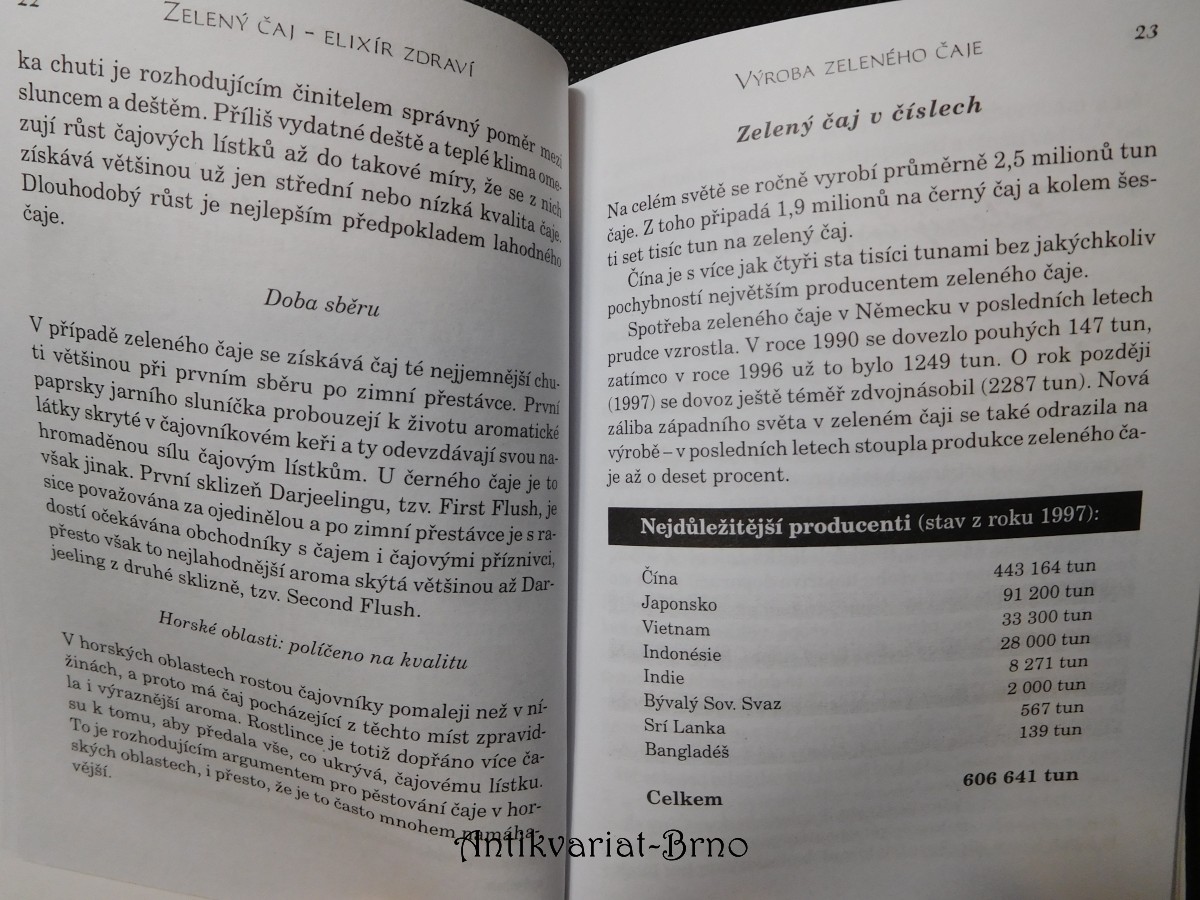 22
ZELENÝ ČAJ – ELIXÍR ZDRAVÍ
ka chuti je rozhodujícím činitelem správný poměr mezi
sluncem a deštěm. Příliš vydatné deště a teplé klima ome-
zují růst čajových lístků až do takové míry, že se z nich
získává většinou už jen střední nebo nízká kvalita čaje.
Dlouhodobý růst je nejlepším předpokladem lahodného
čaje.
Doba sběru
V případě zeleného čaje se získává čaj té nejjemnější chu-
ti většinou při prvním sběru po zimní přestávce. První
paprsky jarního sluníčka probouzejí k životu aromatické
látky skryté v čajovníkovém keři a ty odevzdávají svou na-
hromaděnou sílu čajovým lístkům. U černého čaje je to
však jinak. První sklizeň Darjeelingu, tzv. First Flush, je
sice považována za ojedinělou a po zimní přestávce je s ra-
dostí očekávána obchodníky s čajem i čajovými příznivci,
přesto však to nejlahodnější aroma skýtá většinou až Dar-
jeeling z druhé sklizně, tzv. Second Flush.
Horské oblasti: políčeno na kvalitu
V horských oblastech rostou čajovníky pomaleji než v ní-
žinách, a proto má čaj pocházející z těchto míst zpravid-
la i výraznější aroma. Rostlince je totiž dopřáno více ča-
su k tomu, aby předala vše, co ukrývá, čajovému lístku.
To je rozhodujícím argumentem pro pěstování čaje v hor-
ských oblastech, i přesto, že je to často mnohem namáha-
vější.
23
VÝROBA ZELENÉHO ČAJE
Zelený čaj v číslech
Na celém světě se ročně vyrobí průměrně 2,5 milionů tun
čaje. Z toho připadá 1,9 milionů na černý čaj a kolem šes-
ti set tisíc tun na zelený čaj.
Čína je s více jak čtyři sta tisíci tunami bez jakýchkoliv
pochybností největším producentem zeleného čaje.
Spotřeba zeleného čaje v Německu v posledních letech
prudce vzrostla. V roce 1990 se dovezlo pouhých 147 tun,
zatímco v roce 1996 už to bylo 1249 tun. O rok později
(1997) se dovoz ještě téměř zdvojnásobil (2287 tun). Nová
záliba západního světa v zeleném čaji se také odrazila na
výrobě – v posledních letech stoupla produkce zeleného ča-
je až o deset procent.
Nejdůležitější producenti (stav z roku 1997):
Čína 443 164 tun
Japonsko 91 200 tun
Vietnam 33 300 tun
Indonésie 28 000 tun
Indie 8 271 tun
Bývalý Sov. Svaz 2 000 tun
Srí Lanka 567 tun
Bangladéš 139 tun
Celkem 606 641 tun
Antikvariat-Brno